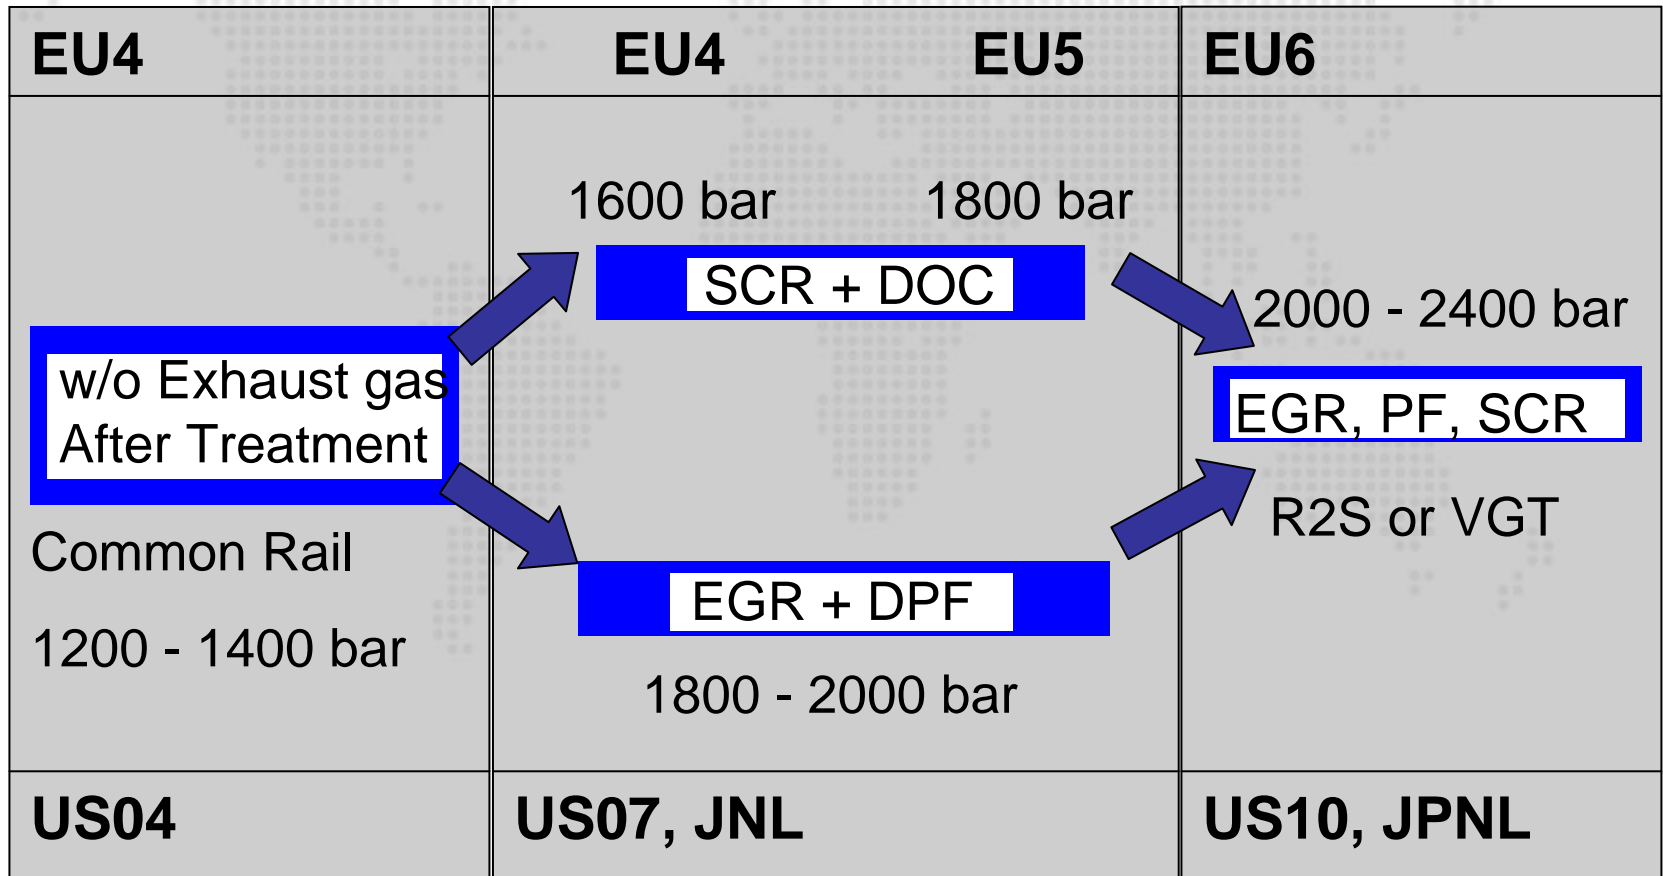 EU4
EU4 EU5
EU6
1600 bar 1800 bar
SCR + DOC
2000 - 2400 bar
w/o Exhaust gas
After Treatment
EGR, PF, SCR
R2S or VGT
Common Rail
EGR + DPF
1200 - 1400 bar
1800 - 2000 bar
US04
US07, JNL
US10, JPNL